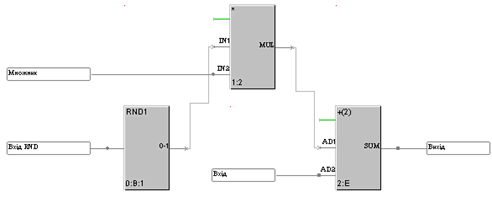 *
IN1
MUL
IN2
1:2
Множник
RND1
0-1
0:B:1
Вхід RND
+(2)
AD1
SUM
AD2
2:E
Вхід
Вихід